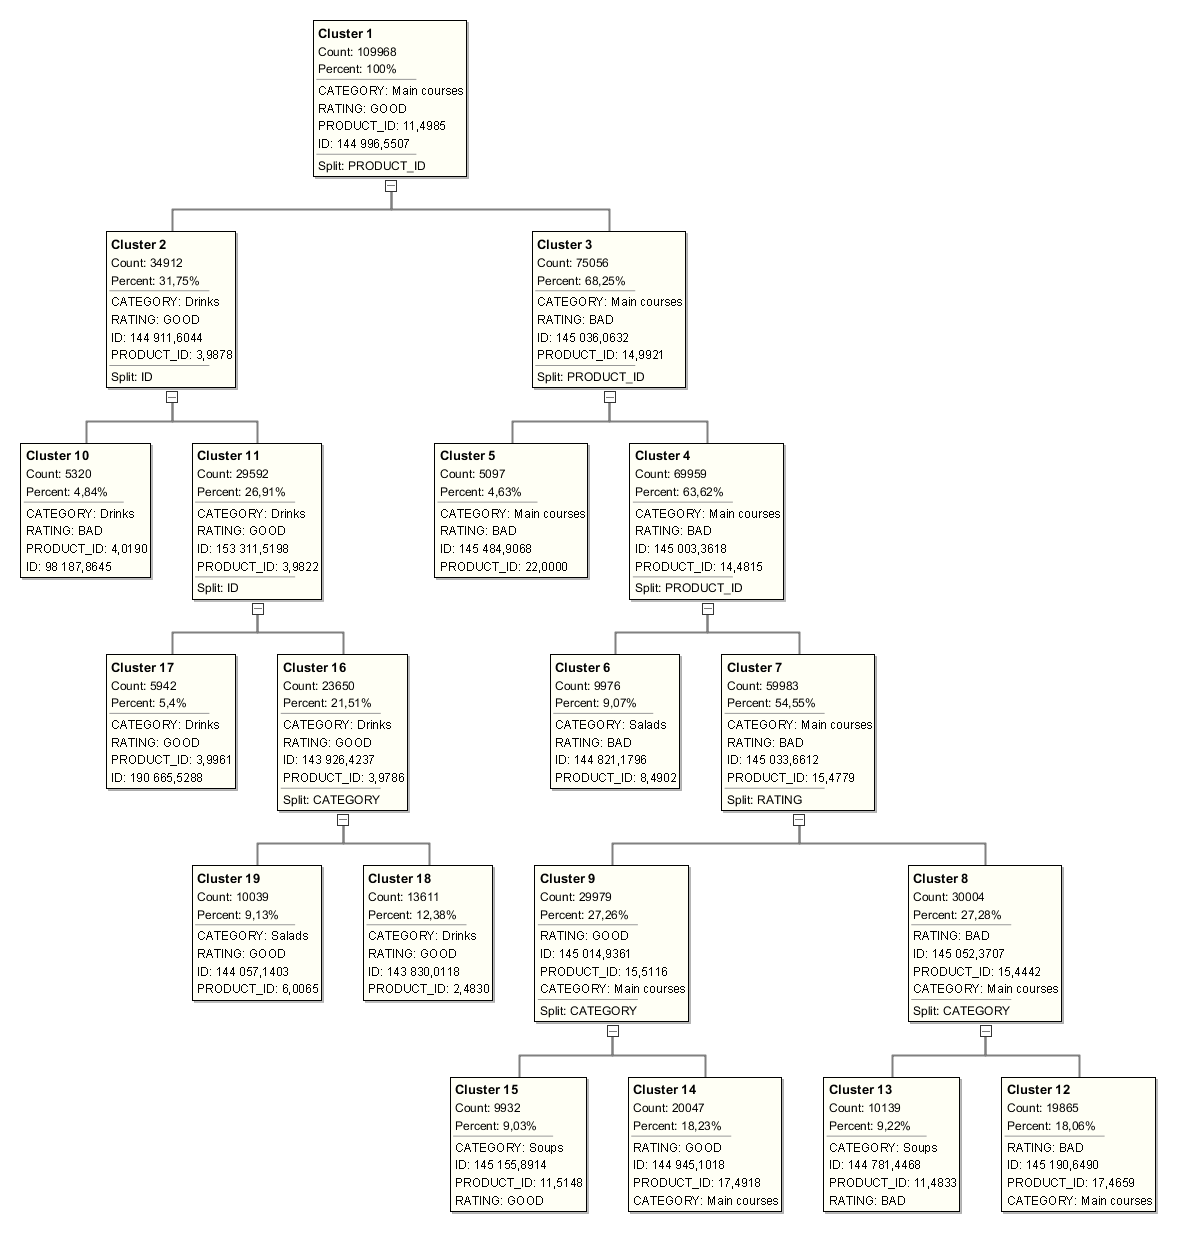 Cluster 1
Count: 109968
Percent: 100%
CATEGORY: Main courses
RATING: GOOD
PRODUCT_ID: 11,4985
ID: 144 996,5507
Split: PRODUCT_ID
Cluster 2
Count: 34912
Percent: 31,75%
CATEGORY: Drinks
RATING: GOOD
ID: 144 911,6044
PRODUCT_ID: 3,9878
Split: ID
Cluster 3
Count: 75056
Percent: 68,25%
CATEGORY: Main courses
RATING: BAD
ID: 145 036,0632
PRODUCT_ID: 14,9921
Split: PRODUCT_ID
Cluster 10
Count: 5320
Percent: 4,84%
CATEGORY: Drinks
RATING: BAD
PRODUCT_ID: 4,0190
ID: 98 187,8645
Cluster 11
Count: 29592
Percent: 26,91%
CATEGORY: Drinks
RATING: GOOD
ID: 153 311,5198
PRODUCT_ID: 3,9822
Split: ID
Cluster 5
Count: 5097
Percent: 4,63%
CATEGORY: Main courses
RATING: BAD
ID: 145 484,9068
PRODUCT_ID: 22,0000
Cluster 4
Count: 69959
Percent: 63,62%
CATEGORY: Main courses
RATING: BAD
ID: 145 003,3618
PRODUCT_ID: 14,4815
Split: PRODUCT_ID
Cluster 17
Count: 5942
Percent: 5,4%
CATEGORY: Drinks
RATING: GOOD
PRODUCT_ID: 3,9961
ID: 190 665,5288
Cluster 16
Count: 23650
Percent: 21,51%
CATEGORY: Drinks
RATING: GOOD
ID: 143 926,4237
PRODUCT_ID: 3,9786
Split: CATEGORY
Cluster 6
Count: 9976
Percent: 9,07%
CATEGORY: Salads
RATING: BAD
ID: 144 821,1796
PRODUCT_ID: 8,4902
Cluster 7
Count: 59983
Percent: 54,55%
CATEGORY: Main courses
RATING: BAD
ID: 145 033,6612
PRODUCT_ID: 15,4779
Split: RATING
Cluster 19
Count: 10039
Percent: 9,13%
CATEGORY: Salads
RATING: GOOD
ID: 144 057,1403
PRODUCT_ID: 6,0065
Cluster 18
Count: 13611
Percent: 12,38%
CATEGORY: Drinks
RATING: GOOD
ID: 143 830,0118
PRODUCT_ID: 2,4830
Cluster 9
Count: 29979
Percent: 27,26%
RATING: GOOD
ID: 145 014,9361
PRODUCT_ID: 15,5116
CATEGORY: Main courses
Split: CATEGORY
Cluster 8
Count: 30004
Percent: 27,28%
RATING: BAD
ID: 145 052,3707
PRODUCT_ID: 15,4442
CATEGORY: Main courses
Split: CATEGORY
Cluster 15
Count: 9932
Percent: 9,03%
CATEGORY: Soups
ID: 145 155,8914
PRODUCT_ID: 11,5148
RATING: GOOD
Cluster 14
Count: 20047
Percent: 18,23%
RATING: GOOD
ID: 144 945,1018
PRODUCT_ID: 17,4918
CATEGORY: Main courses
Cluster 13
Count: 10139
Percent: 9,22%
CATEGORY: Soups
ID: 144 781,4468
PRODUCT_ID: 11,4833
RATING: BAD
Cluster 12
Count: 19865
Percent: 18,06%
RATING: BAD
ID: 145 190,6490
PRODUCT_ID: 17,4659
CATEGORY: Main courses